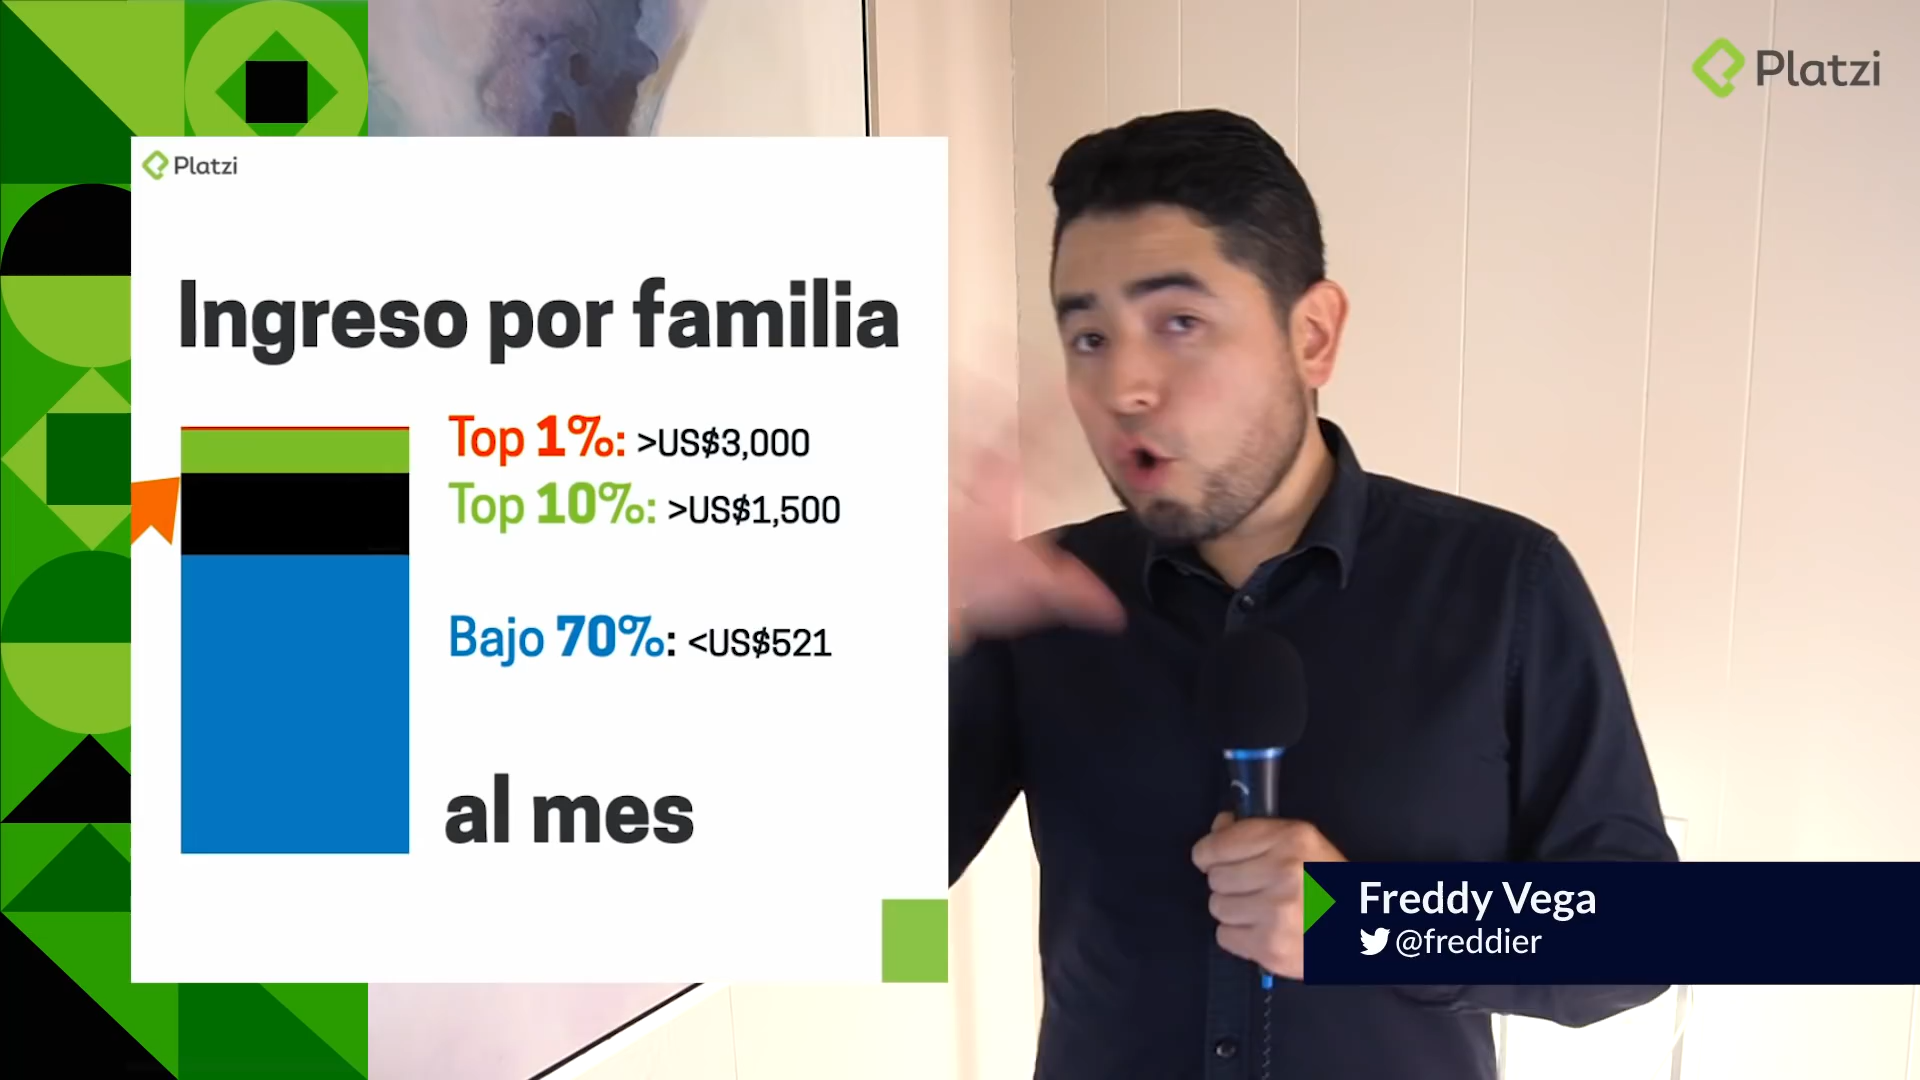 Platzi
Platzi
Ingreso por familia
Top 1%: >US$3,000
Top 10%: >US$1,500
Bajo 70%: <US$521
al mes
Freddy Vega
@freddier